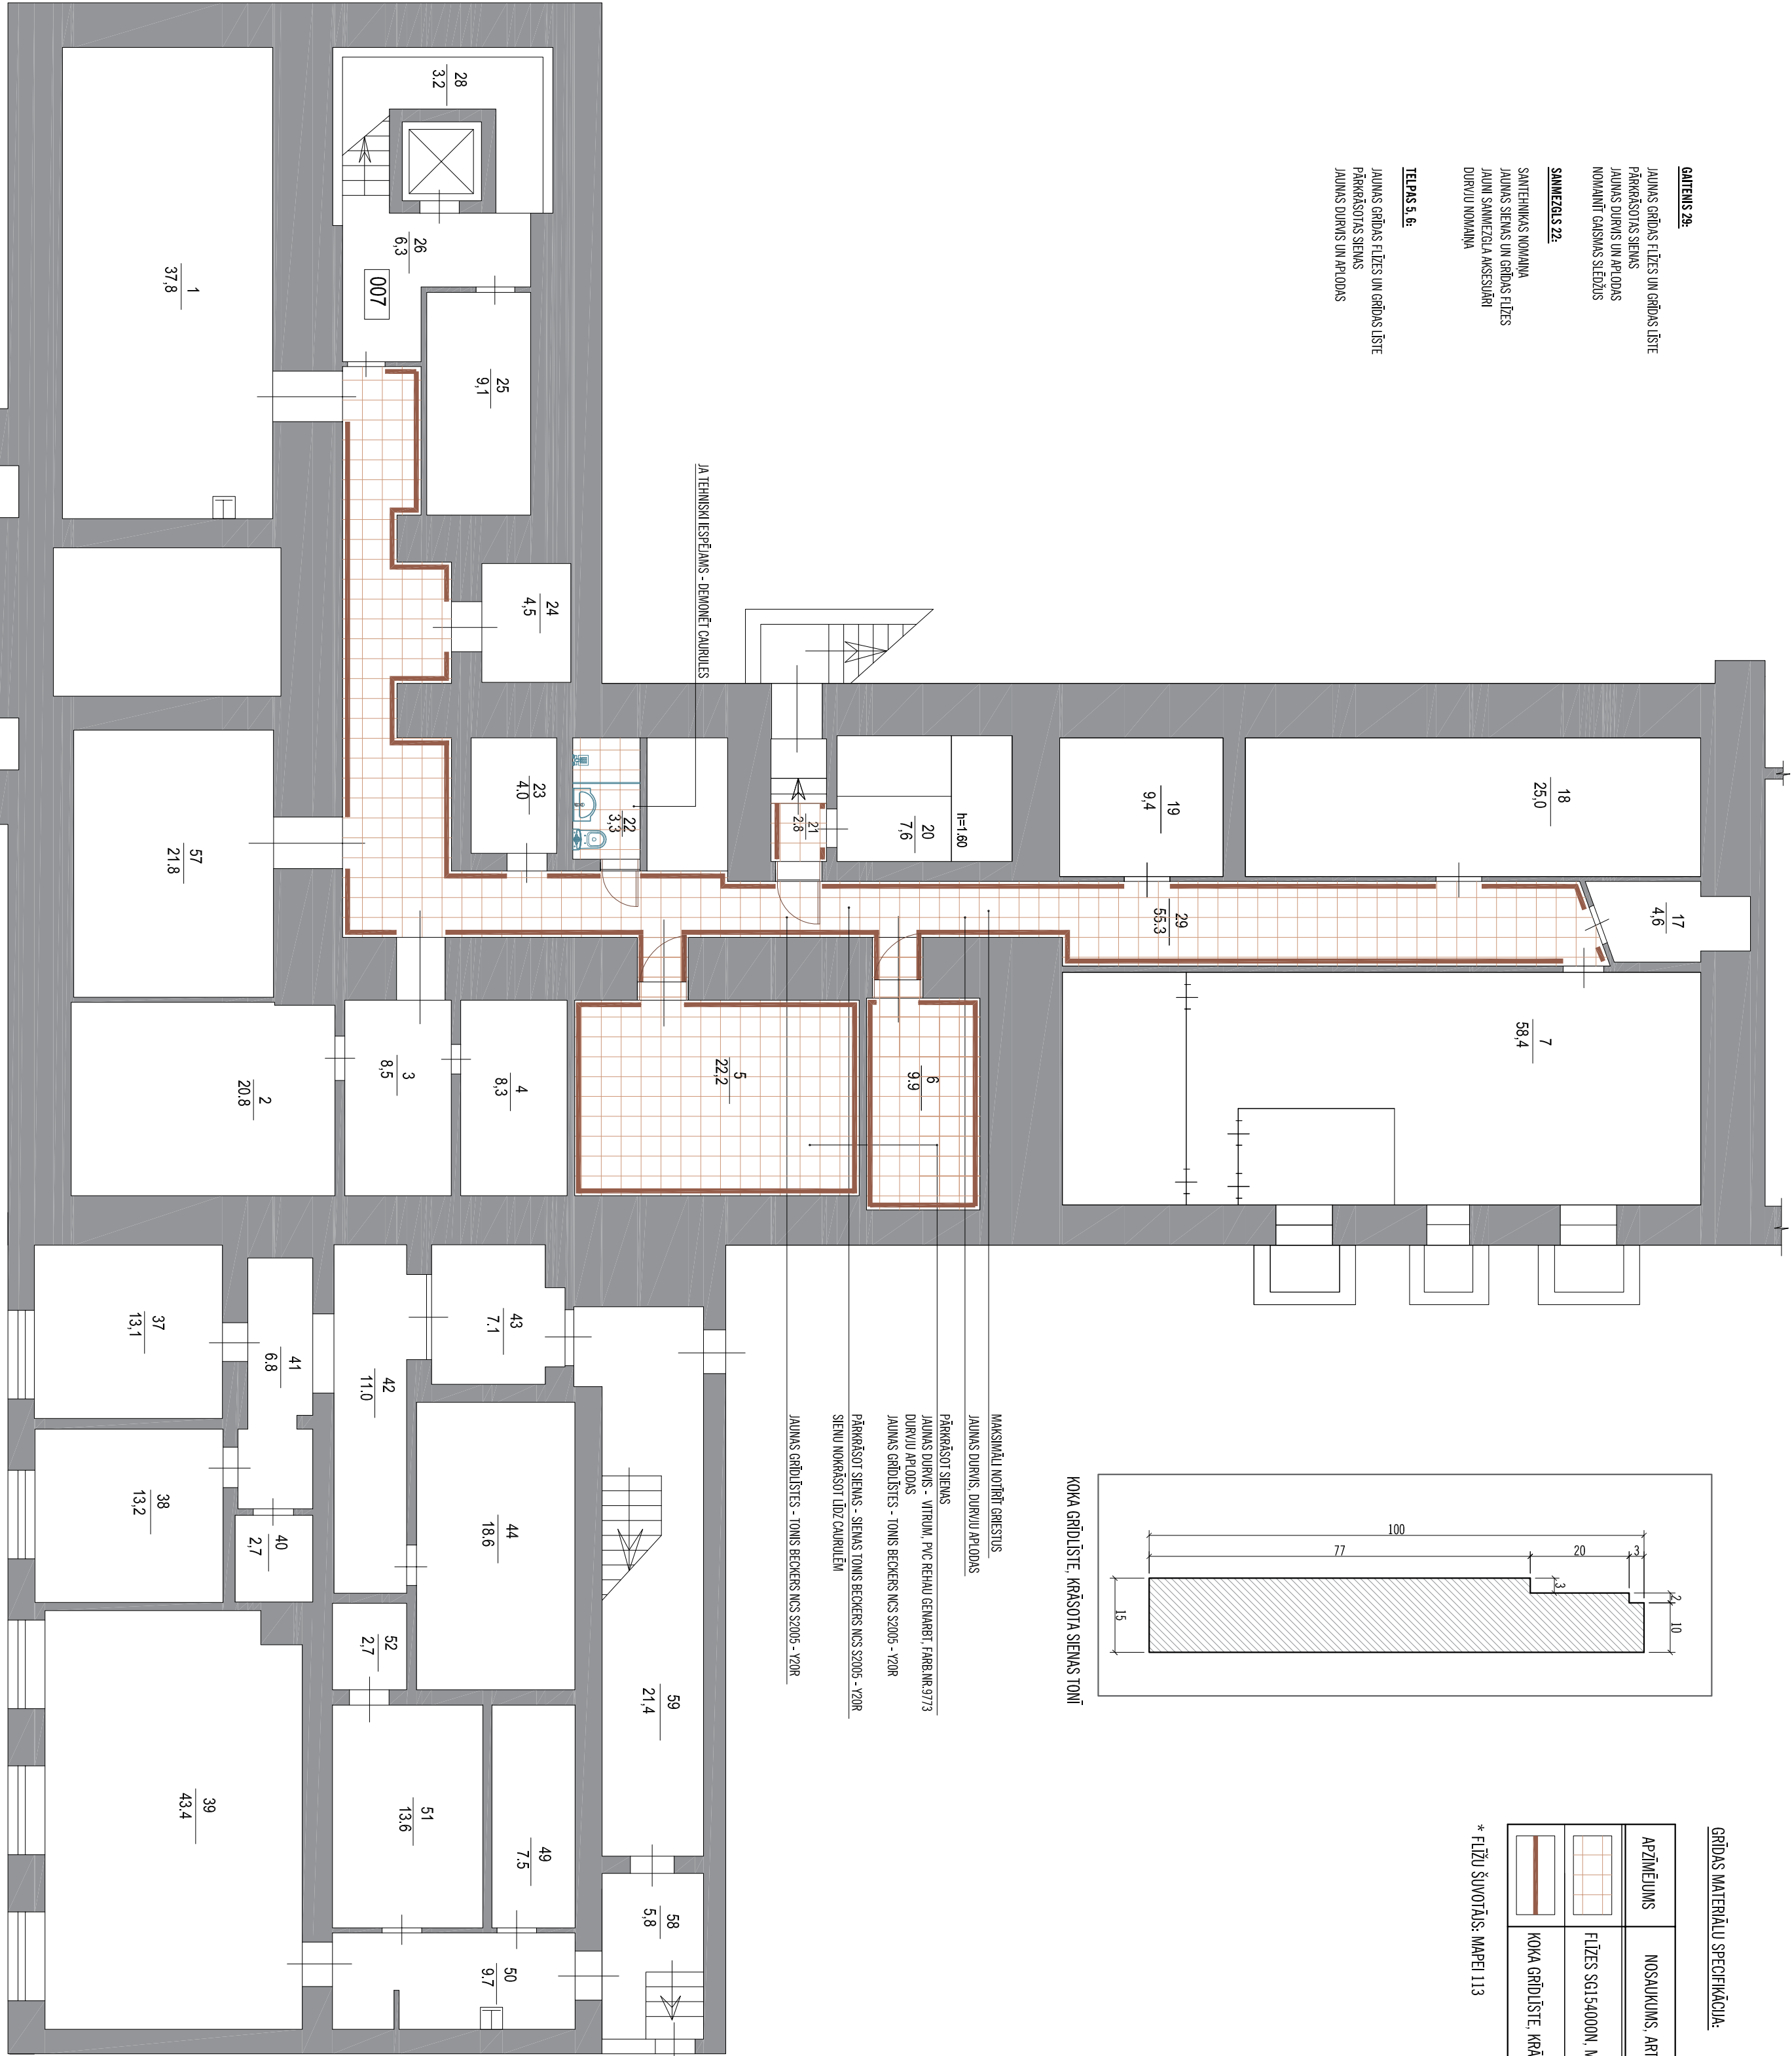 GAITENIS 29:
JAUNAS GRĪDAS FLĪZES UN GRĪDAS LĪSTE
PĀRKRĀSOTAS SIENAS
JAUNAS DURVIS UN APLODAS
NOMAINĪT GAISMAS SLĒDŽUS
SANMEZGLS 22:
SANTEHNIKAS NOMAIŅA
JAUNAS SIENAS UN GRĪDAS FLĪZES
JAUNI SANMEZGLA AKSESUĀRI
DURVJU NOMAIŅA
TELPAS 5, 6:
JAUNAS GRĪDAS FLĪZES UN GRĪDAS LĪSTE
PĀRKRĀSOTAS SIENAS
JAUNAS DURVIS UN APLODAS
GRĪDAS MATERIĀLU SPECIFIKĀCIJA:
APZĪMĒJUMS
NOSAUKUMS, ART
FLĪZES SG154000N, M
KOKA GRĪDLĪSTE, KRĀ
* FLĪŽU ŠUVOTĀJS: MAPEI 113
100
77
20
3
3
2
10
15
KOKA GRĪDLĪSTE, KRĀSOTA SIENAS TONĪ
MAKSIMĀLI NOTĪRĪT GRIESTUS
JAUNAS DURVIS, DURVJU APLODAS
PĀRKRĀSOT SIENAS
JAUNAS DURVIS - VITRUM, PVC REHAU GENARBT, FARB.NR.9773
DURVJU APLODAS
JAUNAS GRĪDLĪSTES - TONIS BECKERS NCS S2005 - Y20R
PĀRKRĀSOT SIENAS - SIENAS TONIS BECKERS NCS S2005 - Y20R
SIENU NOKRĀSOT LĪDZ CAURULĒM
JAUNAS GRĪDLĪSTES - TONIS BECKERS NCS S2005 - Y20R
JA TEHNISKI IESPĒJAMS - DEMONĒT CAURULES
17
4,6
18
25,0
7
58,4
19
9,4
29
55.3
h=1.60
20
7,6
21
2,8
6
9.9
5
22,2
22
3,3
23
4.0
24
4,5
25
9,1
28
3.2
26
6,3
007
1
37,8
57
21.8
2
20.8
3
8,5
4
8,3
43
7.1
42
11.0
41
6.8
37
13,1
38
13,2
40
2,7
44
18.6
59
21,4
52
2,7
51
13.6
49
7.5
58
5,8
50
9.7
39
43.4